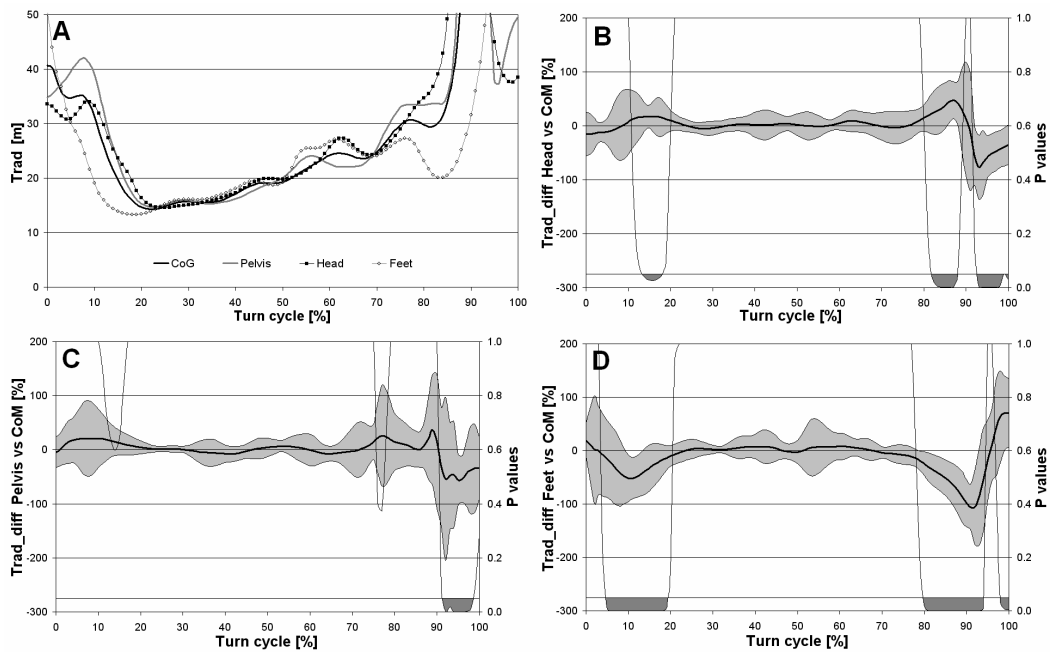 A
50
40
30
20
10
0
Trad [m]
CoG Pelvis Head Feet
0 10 20 30 40 50 60 70 80 90 100
Turn cycle [%]
B
200
100
0
-100
-200
-300
Trad_diff Head vs CoM [%]
1.0
0.8
0.6
0.4
0.2
0.0
P values
0 10 20 30 40 50 60 70 80 90 100
Turn cycle [%]
C
200
100
0
-100
-200
-300
Trad_diff Pelvis vs CoM [%]
1.0
0.8
0.6
0.4
0.2
0.0
P values
0 10 20 30 40 50 60 70 80 90 100
Turn cycle [%]
D
200
100
0
-100
-200
-300
Trad_diff Feet vs CoM [%]
1.0
0.8
0.6
0.4
0.2
0.0
P values
0 10 20 30 40 50 60 70 80 90 100
Turn cycle [%]